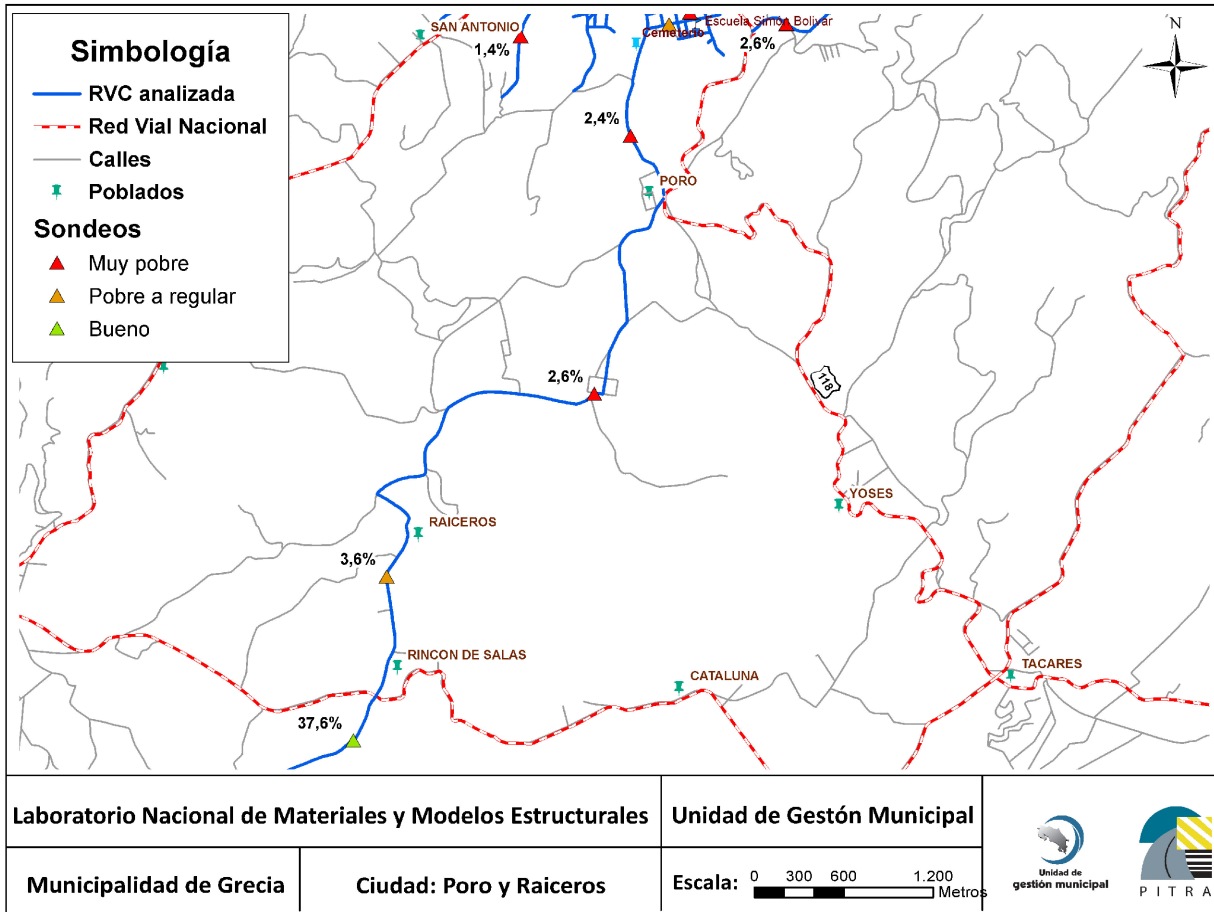 Simbología
RVC analizada
Red Vial Nacional
Calles
Poblados
Sondeos
Muy pobre
Pobre a regular
Bueno
SAN ANTONIO
1,4%
Escuela Simón Bolivar
Cementerio
2,6%
N
2,4%
PORO
118
2,6%
YOSES
RAICEROS
3,6%
RINCON DE SALAS
CATALUNA
TACARES
37,6%
Laboratorio Nacional de Materiales y Modelos Estructurales
Unidad de Gestión Municipal
Municipalidad de Grecia
Ciudad: Poro y Raiceros
Escala:
0 300 600 1.200
Metros
Unidad de
gestión municipal
PITRA